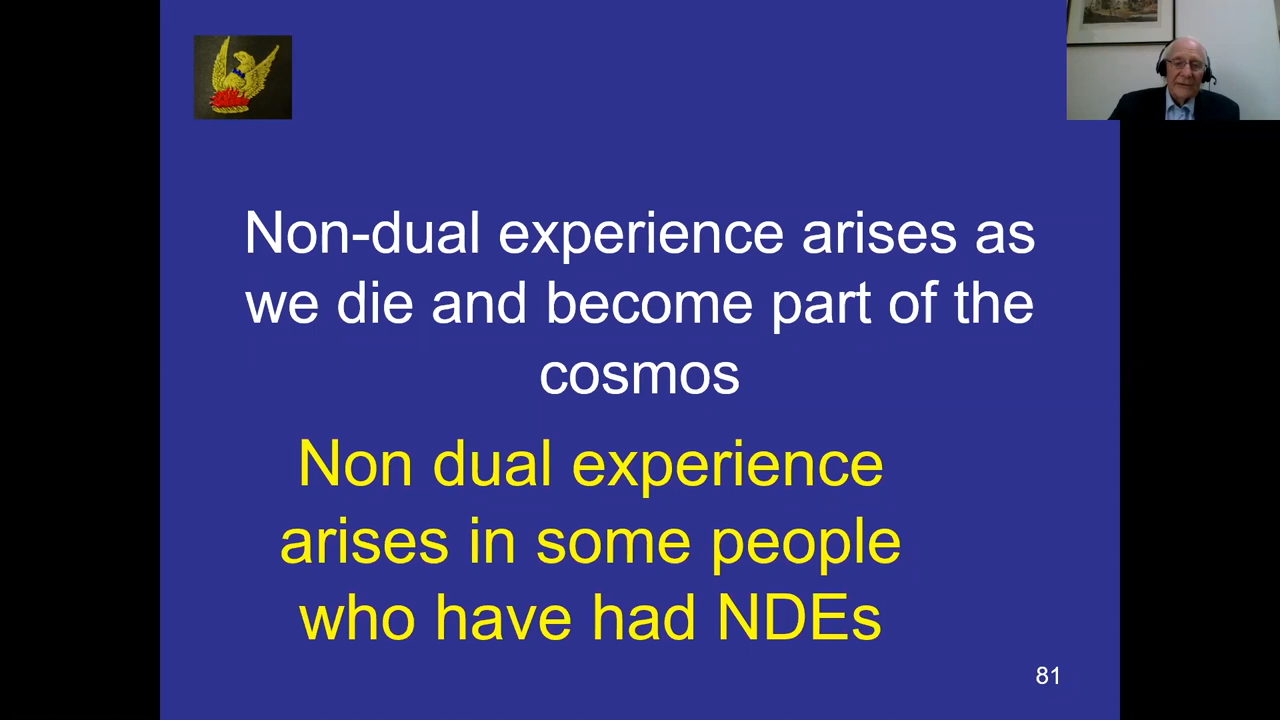 Non-dual experience arises as
we die and become part of the
cosmos
Non dual experience
arises in some people
who have had NDEs
81